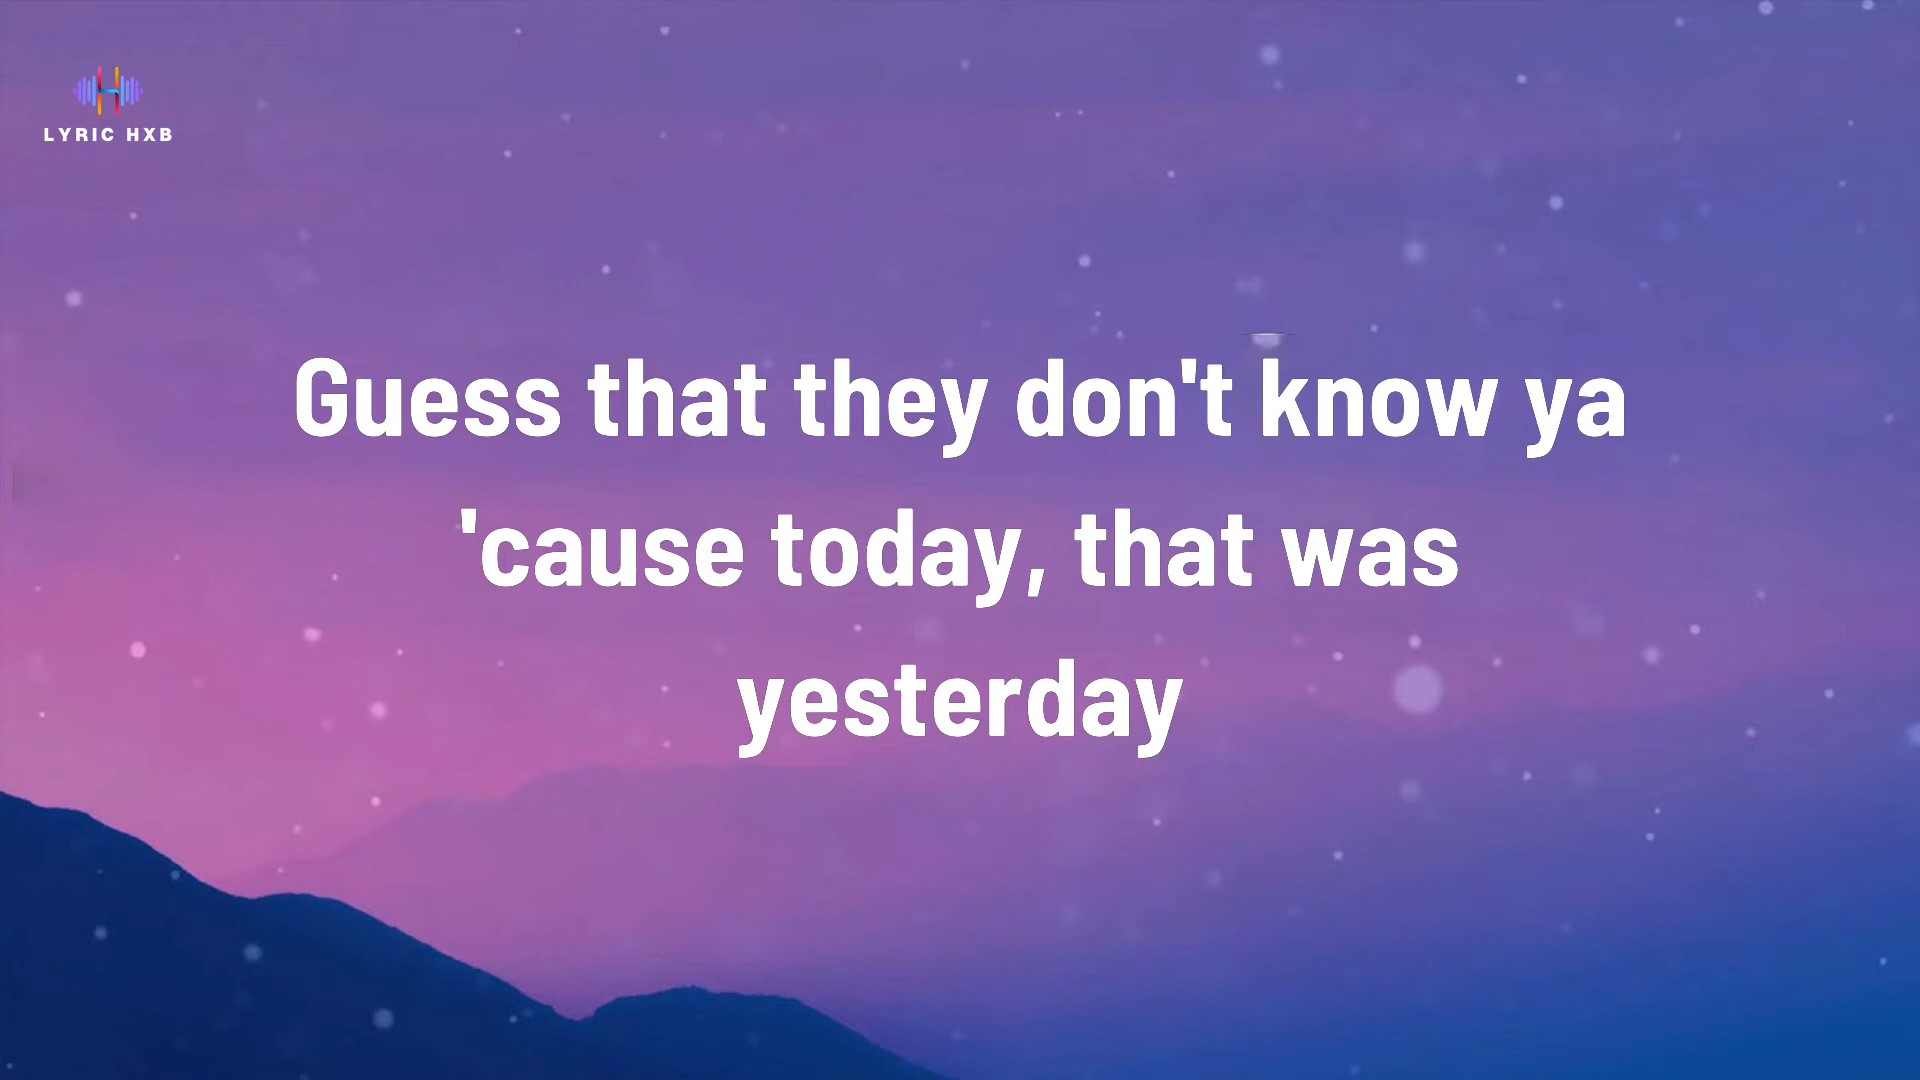 LYRIC HXB
Guess that they don't know ya
'cause today, that was
yesterday